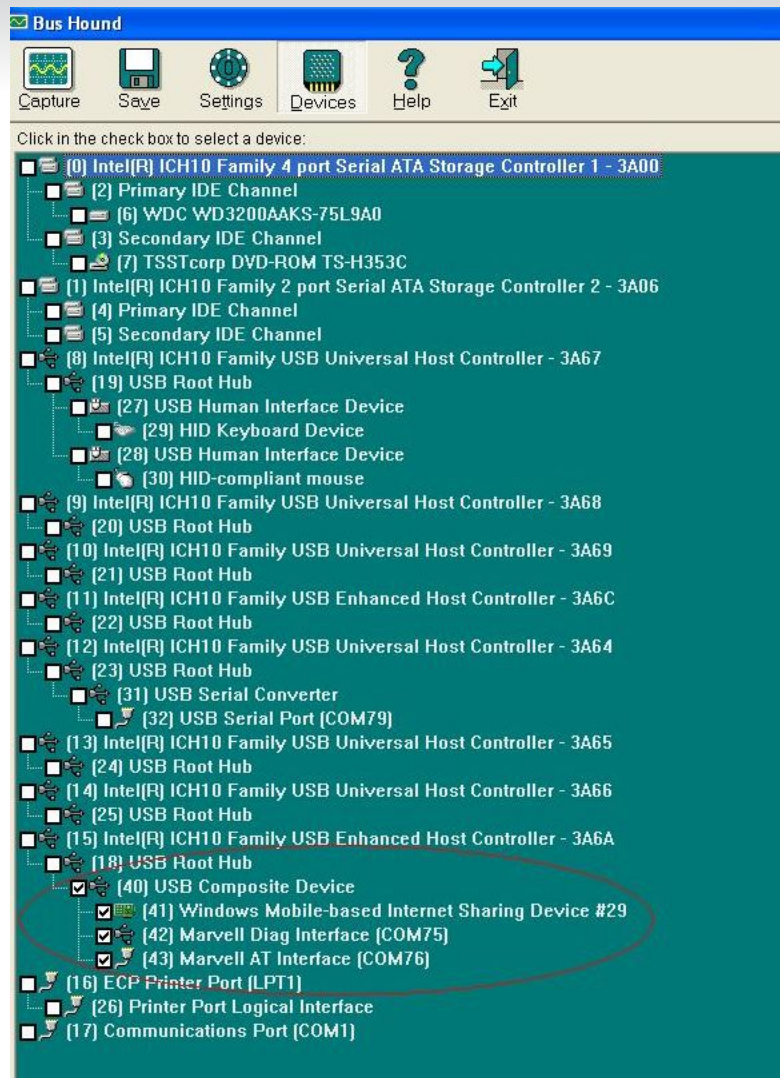 Bus Hound
Capture Save Settings Devices Help Exit
Click in the check box to select a device:
(0) Intel(R) ICH10 Family 4 port Serial ATA Storage Controller 1 - 3A00
(2) Primary IDE Channel
(6) WDC WD3200AAKS-75L9A0
(3) Secondary IDE Channel
(7) TSSTcorp DVD-ROM TS-H353C
(1) Intel(R) ICH10 Family 2 port Serial ATA Storage Controller 2 - 3A06
(4) Primary IDE Channel
(5) Secondary IDE Channel
(8) Intel(R) ICH10 Family USB Universal Host Controller - 3A67
(19) USB Root Hub
(27) USB Human Interface Device
(29) HID Keyboard Device
(28) USB Human Interface Device
(30) HID-compliant mouse
(9) Intel(R) ICH10 Family USB Universal Host Controller - 3A68
(20) USB Root Hub
(10) Intel(R) ICH10 Family USB Universal Host Controller - 3A69
(21) USB Root Hub
(11) Intel(R) ICH10 Family USB Enhanced Host Controller - 3A6C
(22) USB Root Hub
(12) Intel(R) ICH10 Family USB Universal Host Controller - 3A64
(23) USB Root Hub
(31) USB Serial Converter
(32) USB Serial Port (COM79)
(13) Intel(R) ICH10 Family USB Universal Host Controller - 3A65
(24) USB Root Hub
(14) Intel(R) ICH10 Family USB Universal Host Controller - 3A66
(25) USB Root Hub
(15) Intel(R) ICH10 Family USB Enhanced Host Controller - 3A6A
(18) USB Root Hub
(40) USB Composite Device
(41) Windows Mobile-based Internet Sharing Device #29
(42) Marvell Diag Interface (COM75)
(43) Marvell AT Interface (COM76)
(16) ECP Printer Port (LPT1)
(26) Printer Port Logical Interface
(17) Communications Port (COM1)